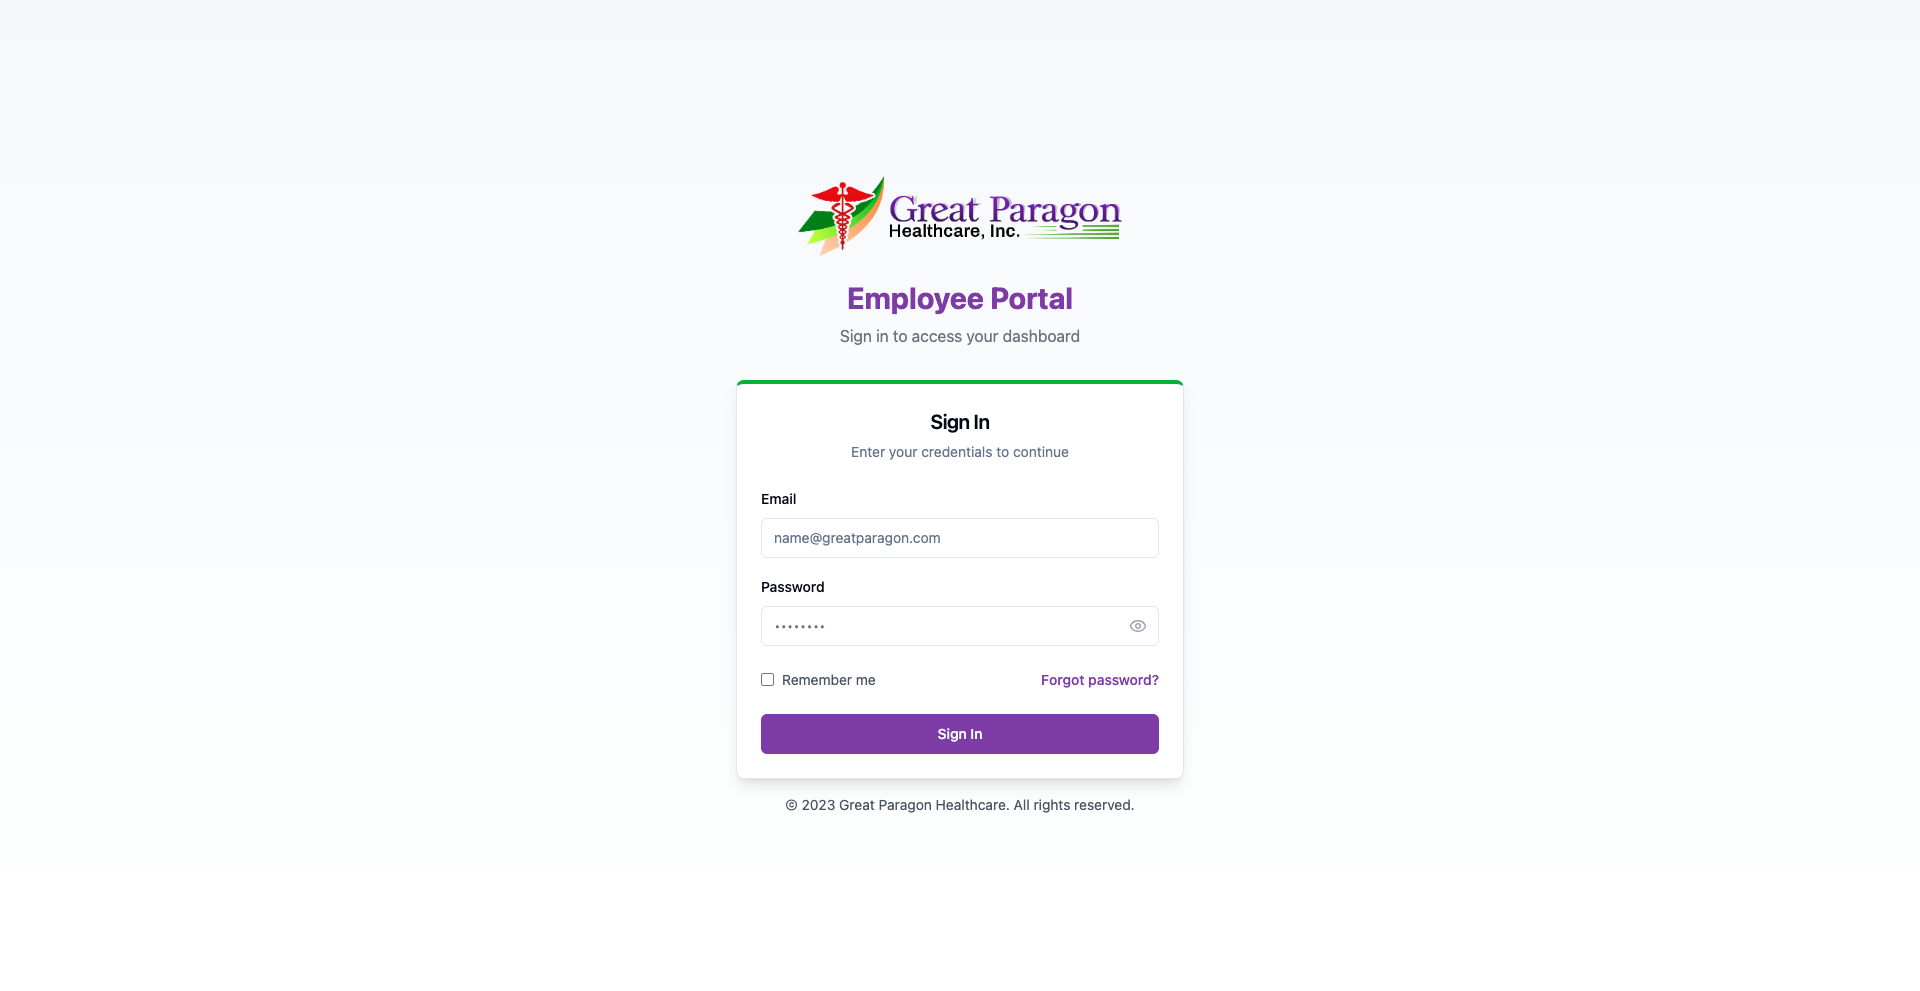 Great Paragon
Healthcare, Inc.
Employee Portal
Sign in to access your dashboard
Sign In
Enter your credentials to continue
Email
name@greatparagon.com
Password
••••••••
Remember me
Forgot password?
Sign In
© 2023 Great Paragon Healthcare. All rights reserved.